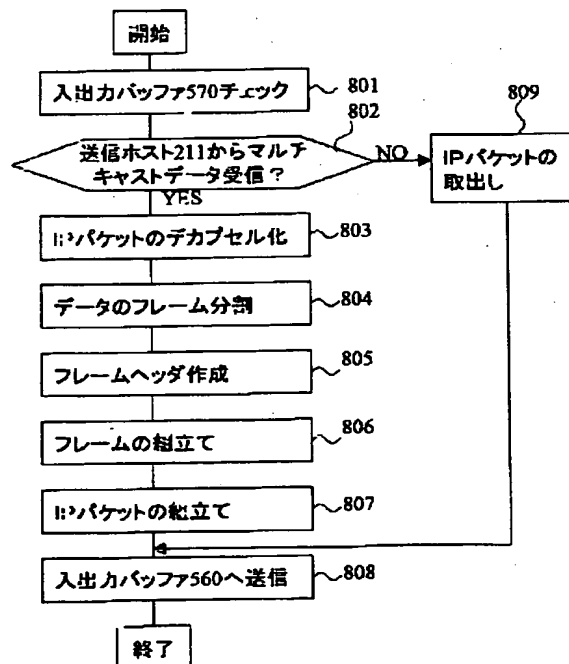 開始
入出力バッファ570チェック
801
802
送信ホスト211からマルチ
キャストデータ受信？
NO
809
IPパケットの
取出し
YES
IPパケットのデカプセル化
803
データのフレーム分割
804
フレームヘッダ作成
805
フレームの組立て
806
IPパケットの組立て
807
入出力バッファ560へ送信
808
終了